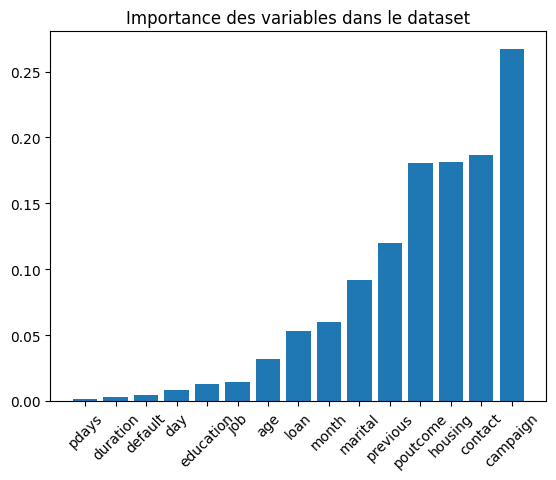 Importance des variables dans le dataset
0.25
0.20
0.15
0.10
0.05
0.00
pdays
duration
default
day
education
job
age
loan
month
marital
previous
poutcome
housing
contact
campaign